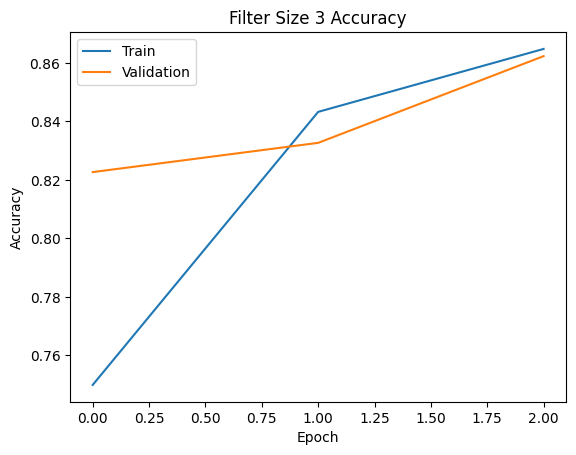 Filter Size 3 Accuracy
Train
Validation
0.86
0.84
0.82
0.80
0.78
0.76
Accuracy
0.00 0.25 0.50 0.75 1.00 1.25 1.50 1.75 2.00
Epoch